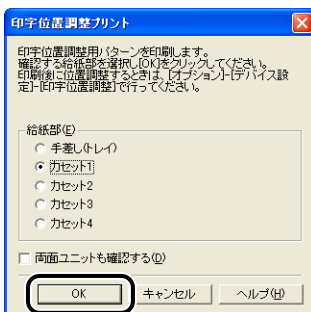 印字位置調整プリント
印字位置調整用パターンを印刷します。
確認する給紙部を選択し[OK]をクリックしてください。
印刷後に位置調整するときは、[オプション]-[デバイス設
定]-[印字位置調整]で行ってください。
給紙部(E)
手差し(トレイ)
カセット1
カセット2
カセット3
カセット4
両面ユニットも確認する(D)
OK キャンセル ヘルプ(H)